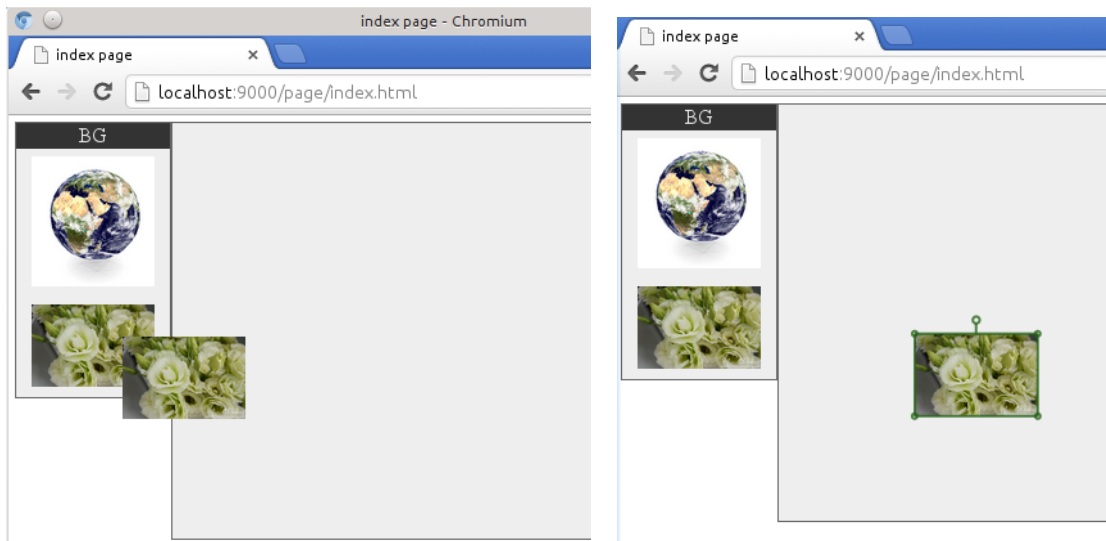 index page - Chromium
index page
localhost:9000/page/index.html
BG
index page
localhost:9000/page/index.html
BG